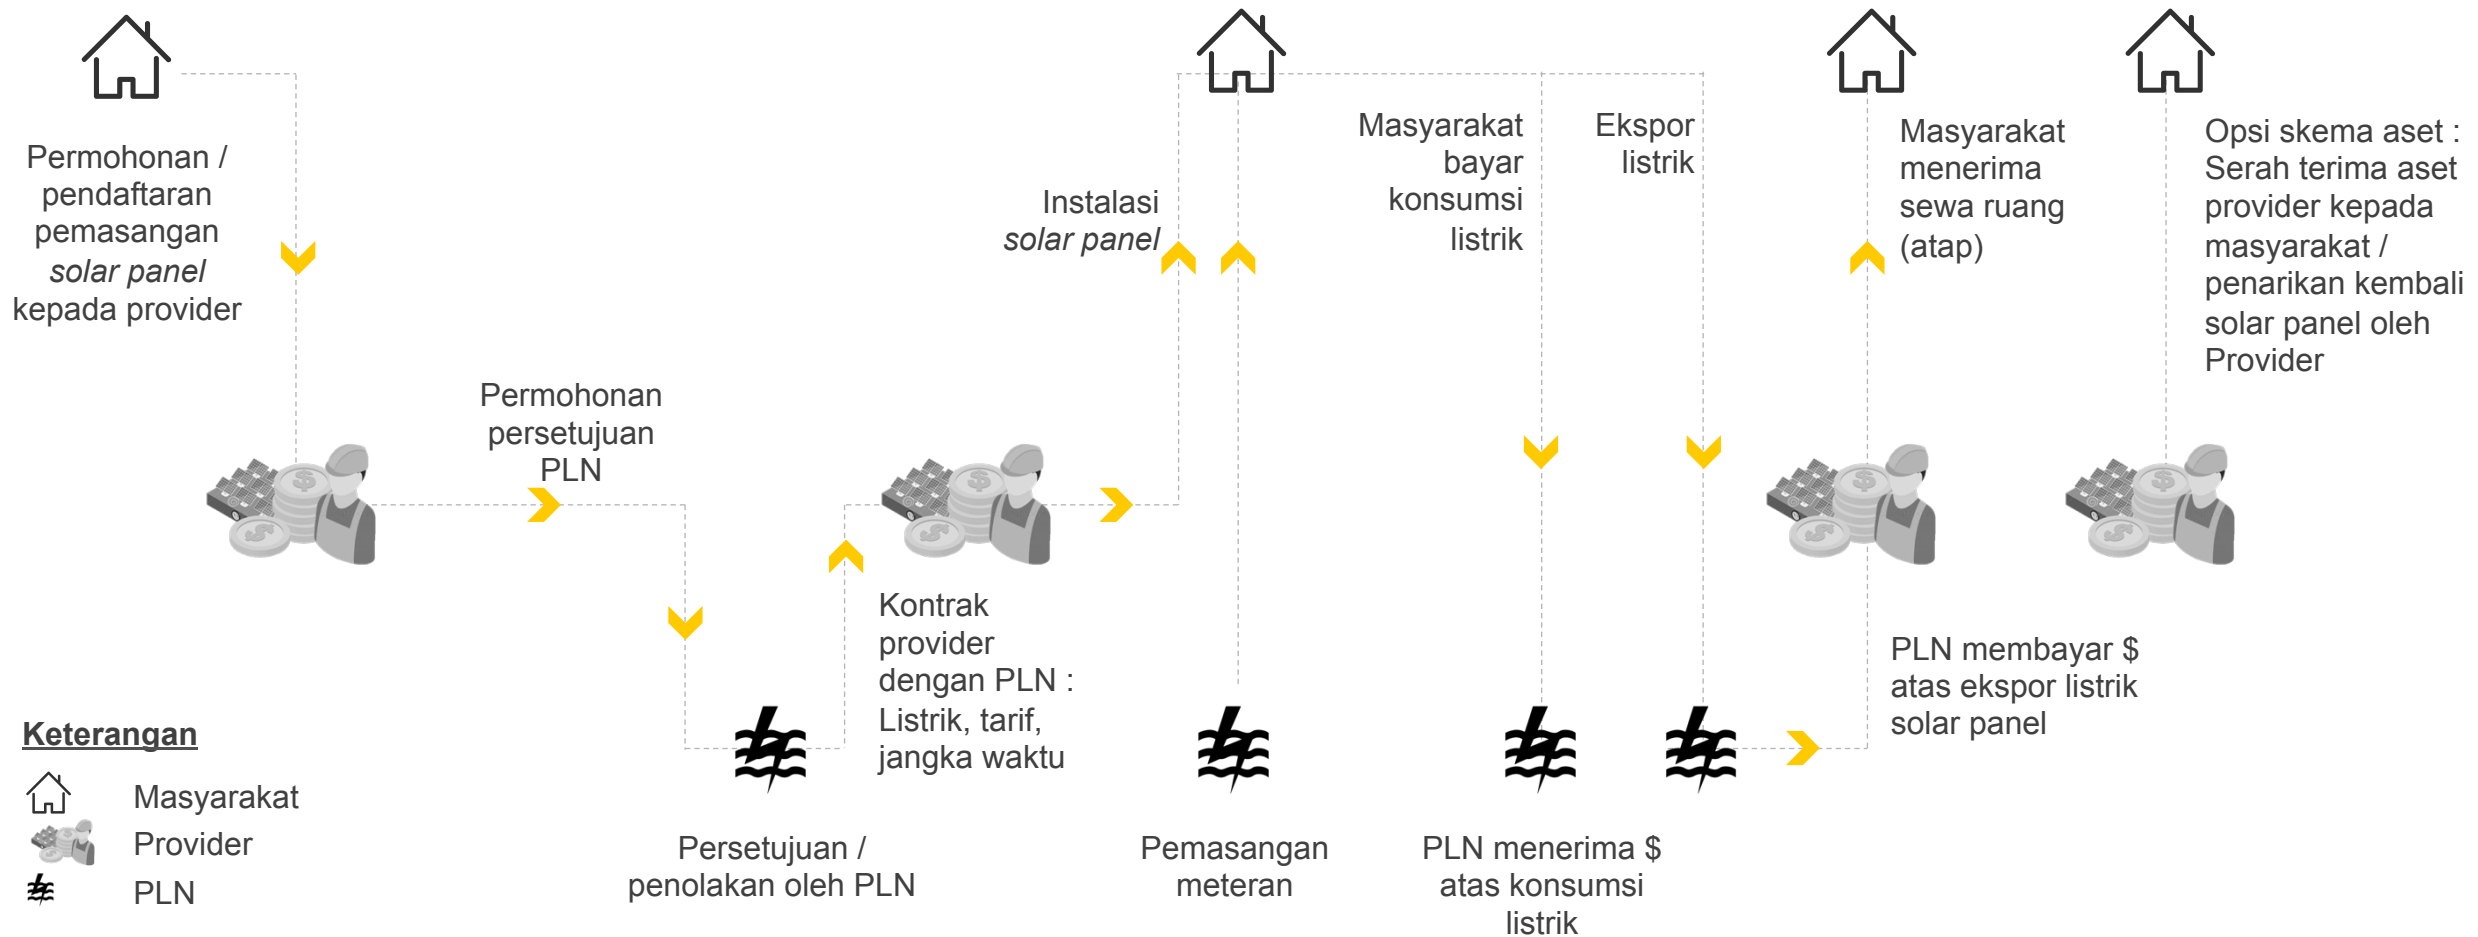 Permohonan /
pendaftaran
pemasangan
solar panel
kepada provider
Permohonan
persetujuan
PLN
Persetujuan /
penolakan oleh PLN
Kontrak
provider
dengan PLN :
Listrik, tarif,
jangka waktu
Instalasi
solar panel
Pemasangan
meteran
Masyarakat
bayar
konsumsi
listrik
PLN menerima $
atas konsumsi
listrik
Ekspor
listrik
PLN membayar $
atas ekspor listrik
solar panel
Masyarakat
menerima
sewa ruang
(atap)
Opsi skema aset :
Serah terima aset
provider kepada
masyarakat /
penarikan kembali
solar panel oleh
Provider
Keterangan
Masyarakat
Provider
PLN